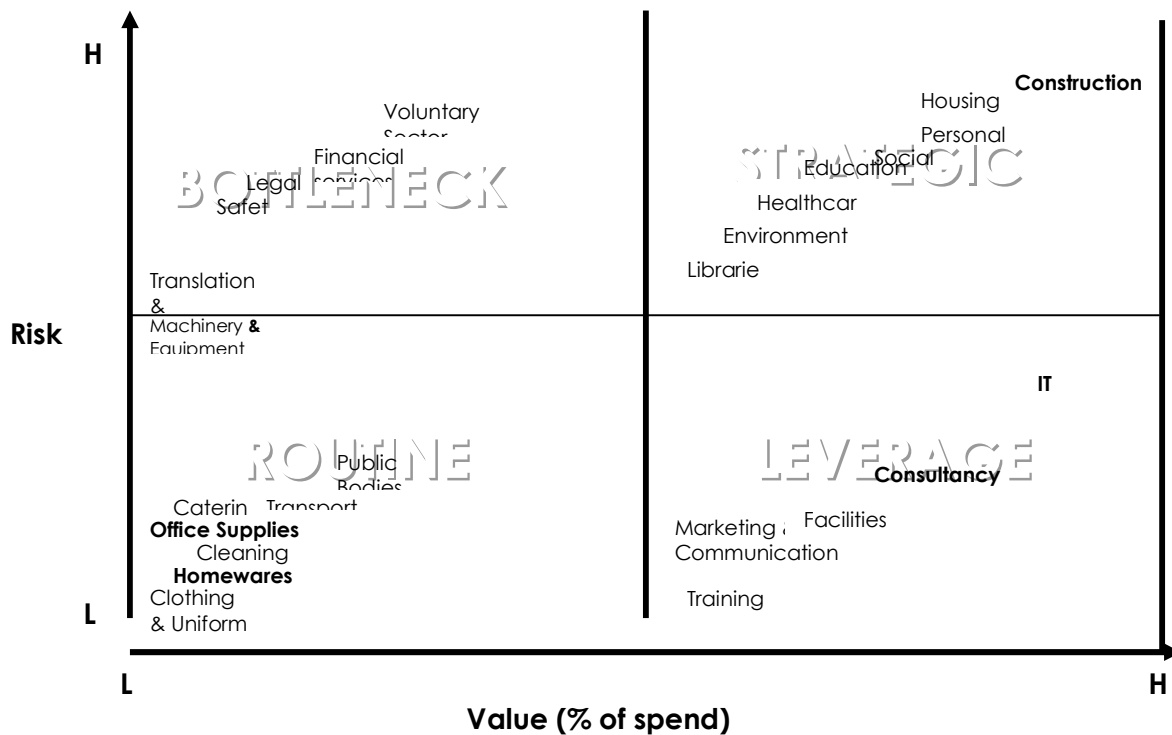 H
Construction
Housing
Voluntary
Sector
Personal
STRATEGIC
Social
Education
Financial
services
BOTTLENECK
Legal
Safet
Healthcar
Environment
Librarie
Translation
&
Risk
Machinery &
Equipment
IT
ROUTINE
LEVERAGE
Public
Bodies
Consultancy
Caterin
Transport
Office Supplies
Facilities
Marketing
Communication
Cleaning
Homewares
Clothing
& Uniform
Training
L
L
H
Value (% of spend)